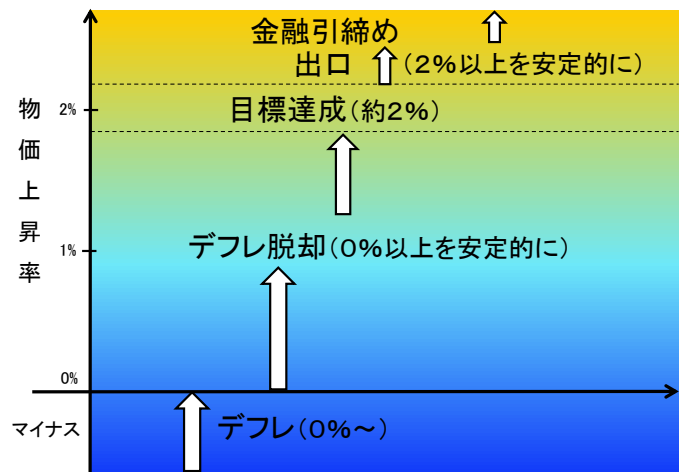 金融引締め
出口(2%以上を安定的に)
2%
目標達成(約2%)
物価上昇率
デフレ脱却(0%以上を安定的に)
1%
0%
マイナス
デフレ(0%~)